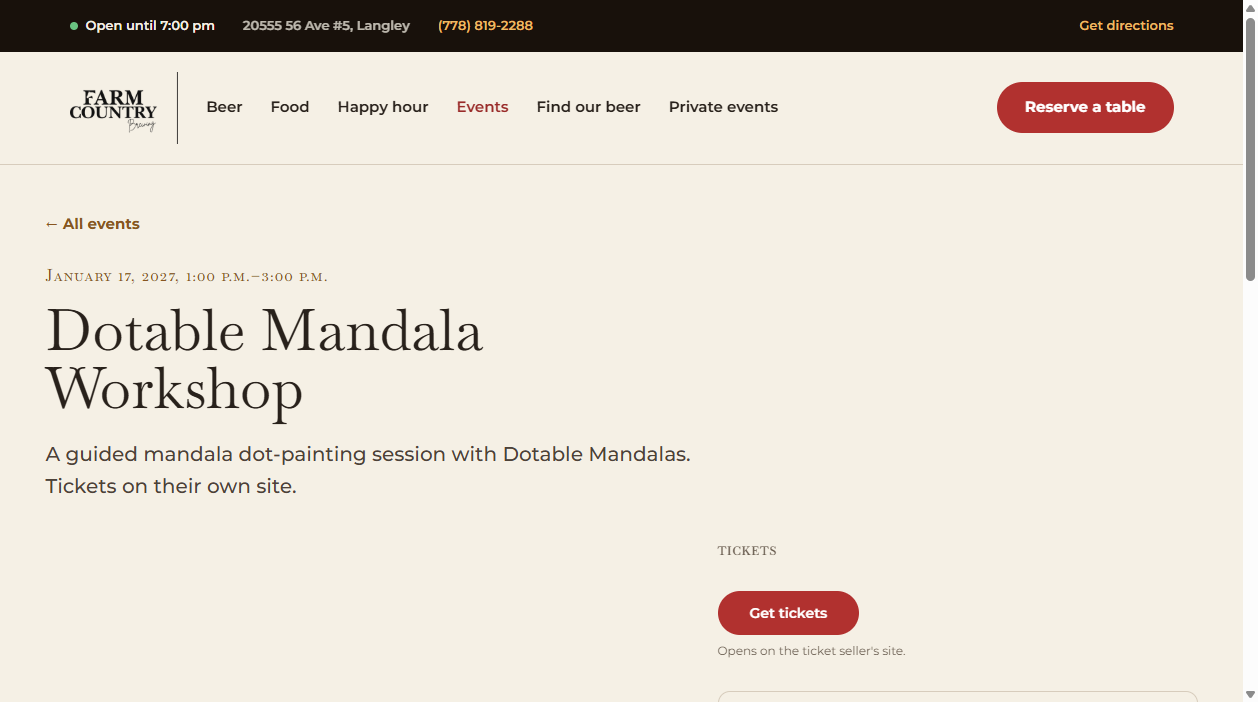 Open until 7:00 pm
20555 56 Ave #5, Langley
(778) 819-2288
Get directions
FARM
COUNTRY
Brewing
Beer
Food
Happy hour
Events
Find our beer
Private events
Reserve a table
← All events
January 17, 2027, 1:00 p.m.–3:00 p.m.
Dotable Mandala
Workshop
A guided mandala dot-painting session with Dotable Mandalas.
Tickets on their own site.
TICKETS
Get tickets
Opens on the ticket seller's site.